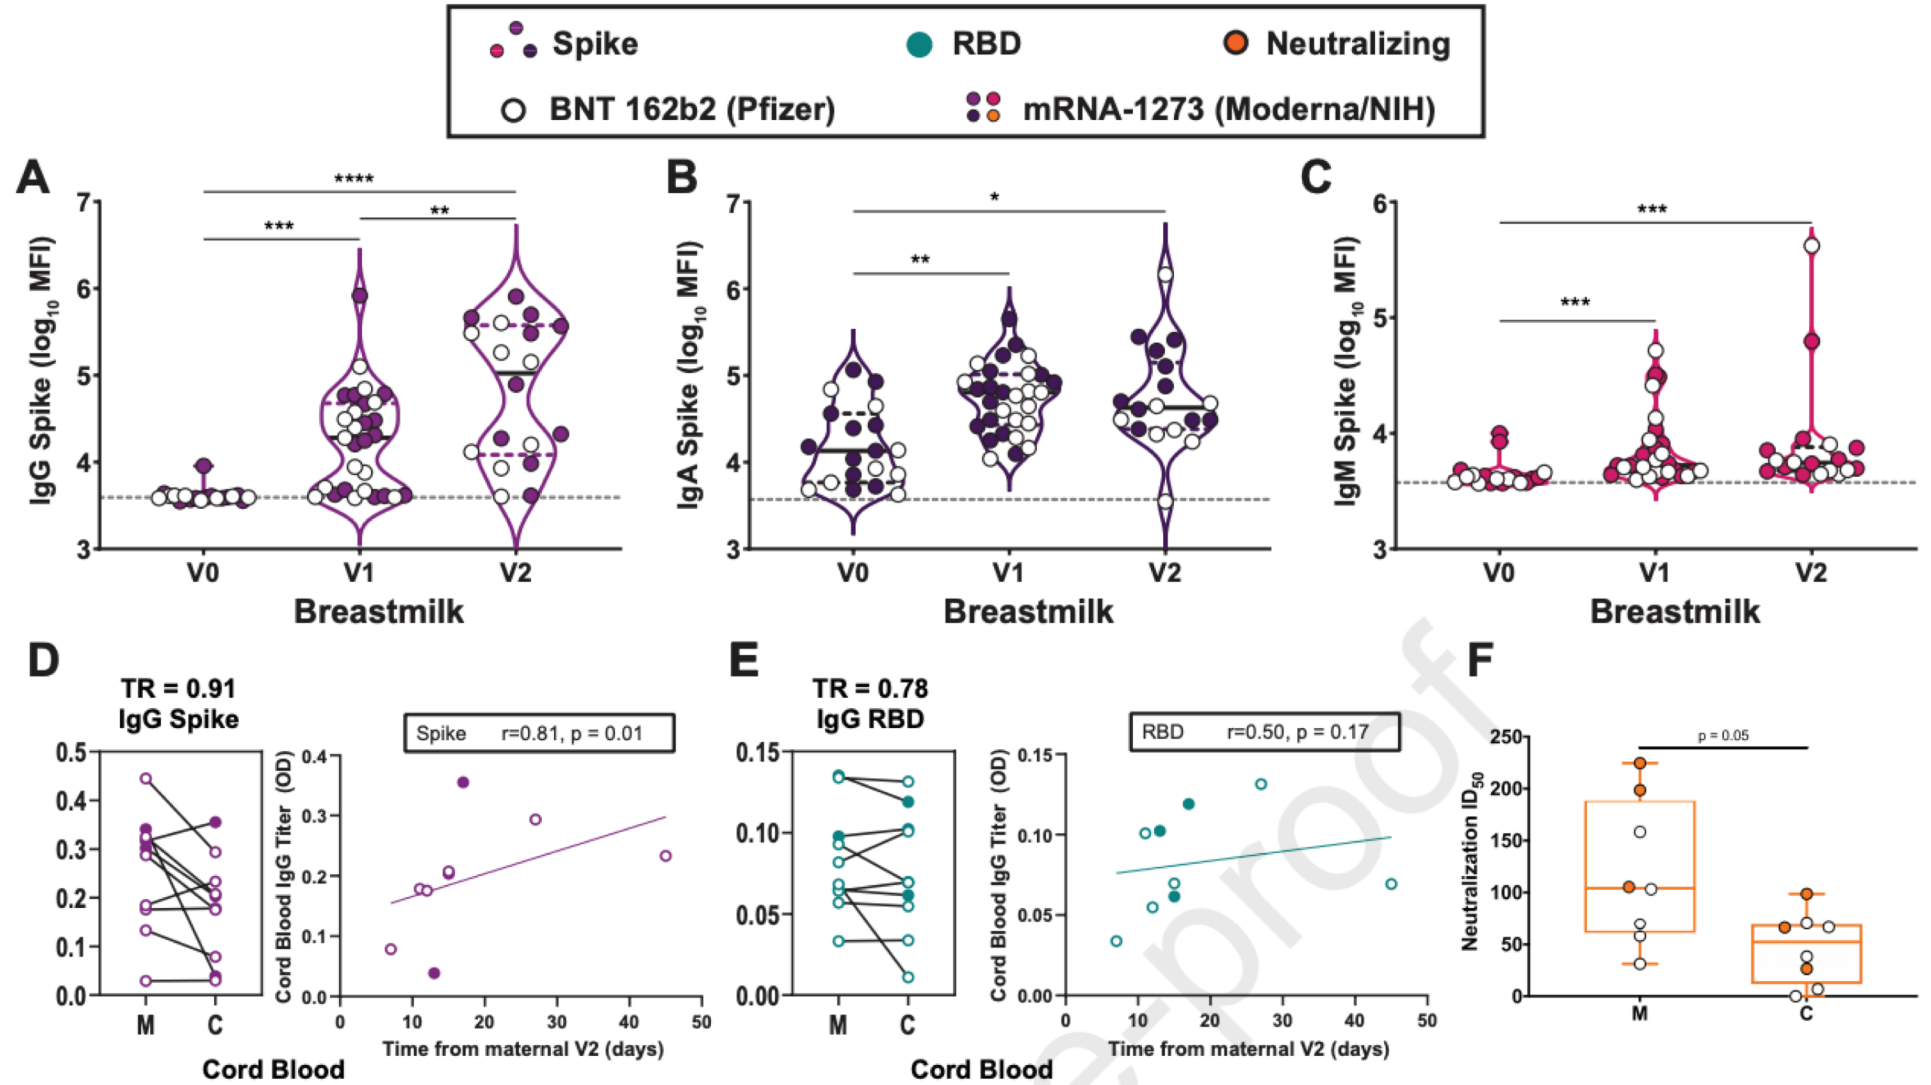 Spike RBD Neutralizing
BNT 162b2 (Pfizer) mRNA-1273 (Moderna/NIH)
A
IgG Spike (log10 MFI)
7
6
5
4
3
****
***
**
V0 V1 V2
Breastmilk
B
IgA Spike (log10 MFI)
7
6
5
4
3
*
**
V0 V1 V2
Breastmilk
C
IgM Spike (log10 MFI)
6
5
4
3
***
***
V0 V1 V2
Breastmilk
D
TR = 0.91
IgG Spike
0.5
0.4
0.3
0.2
0.1
0.0
M C
Spike r=0.81, p = 0.01
Cord Blood IgG Titer (OD)
0.4
0.3
0.2
0.1
0.0
0 10 20 30 40 50
Time from maternal V2 (days)
Cord Blood
E
TR = 0.78
IgG RBD
0.15
0.10
0.05
0.00
M C
RBD r=0.50, p = 0.17
Cord Blood IgG Titer (OD)
0.15
0.10
0.05
0.00
0 10 20 30 40 50
Time from maternal V2 (days)
Cord Blood
F
Neutralization ID50
250
200
150
100
50
0
p = 0.05
M C
e-proof